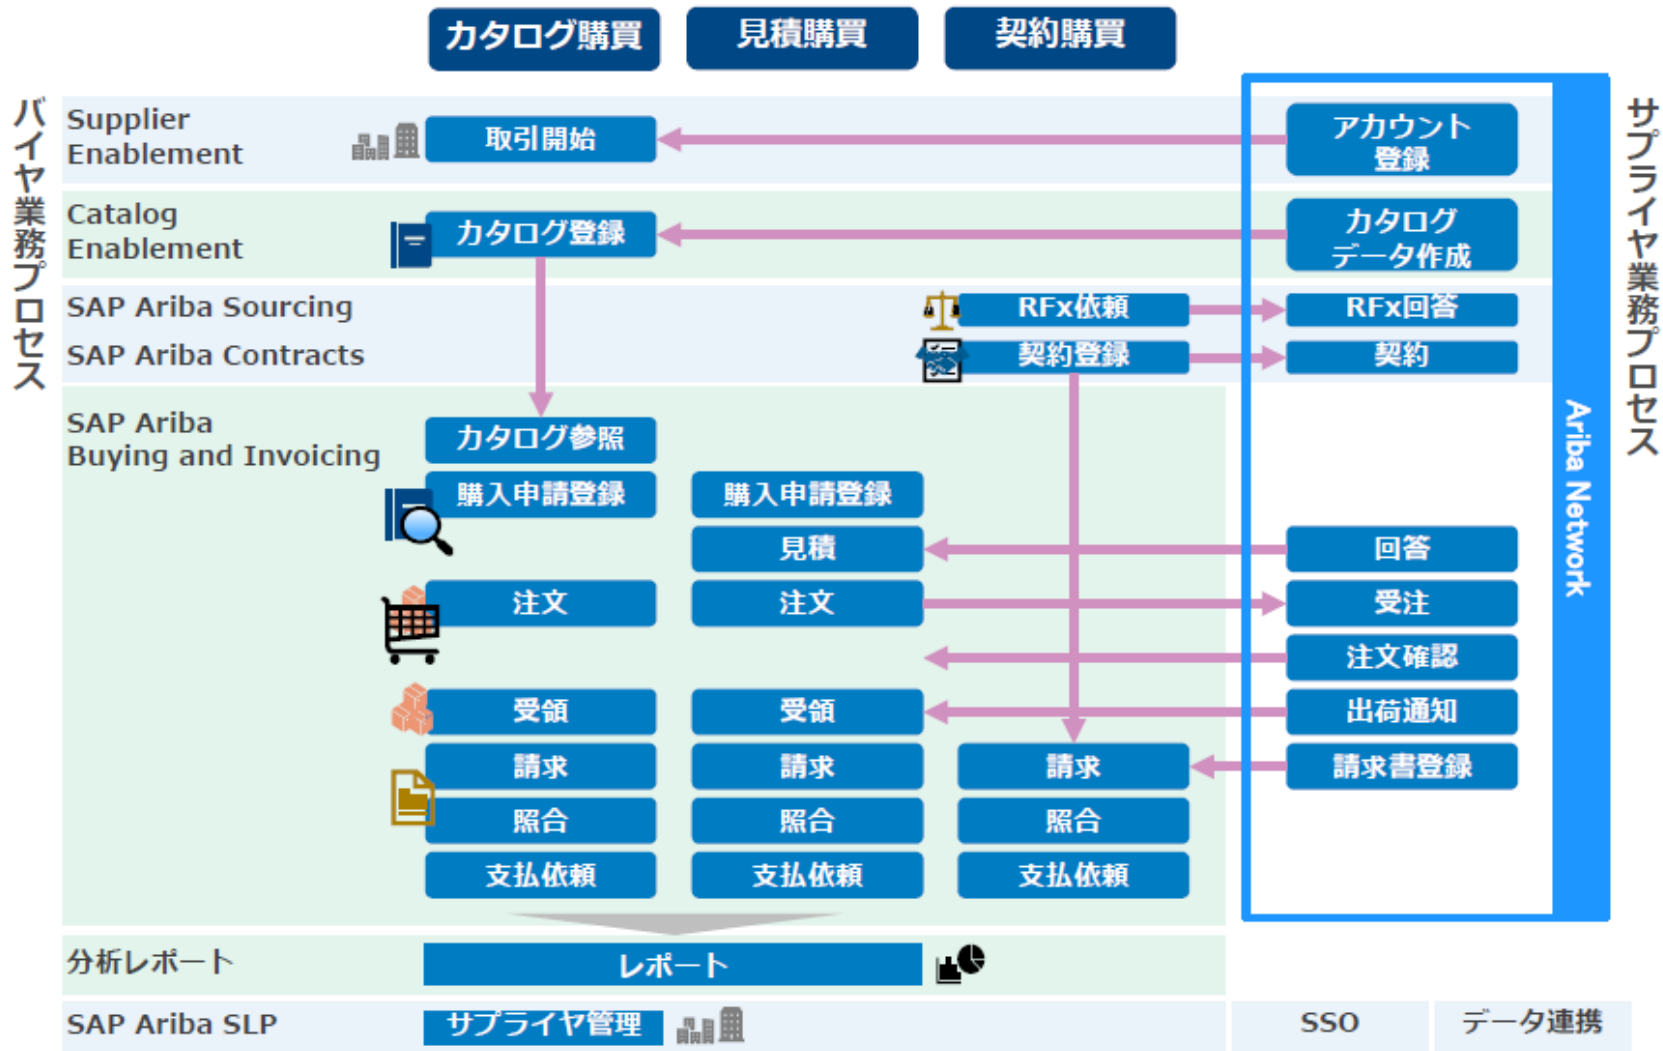 カタログ購買
見積購買
契約購買
バイヤ業務プロセス
サプライヤ業務プロセス
Ariba Network
Supplier
Enablement
取引開始
アカウント
登録
Catalog
Enablement
カタログ登録
カタログ
データ作成
SAP Ariba Sourcing
RFx依頼
RFx回答
SAP Ariba Contracts
契約登録
契約
SAP Ariba
Buying and Invoicing
カタログ参照
購入申請登録
購入申請登録
見積
回答
注文
注文
受注
注文確認
受領
受領
出荷通知
請求
請求
請求
請求書登録
照合
照合
照合
支払依頼
支払依頼
支払依頼
分析レポート
レポート
SAP Ariba SLP
サプライヤ管理
SSO
データ連携